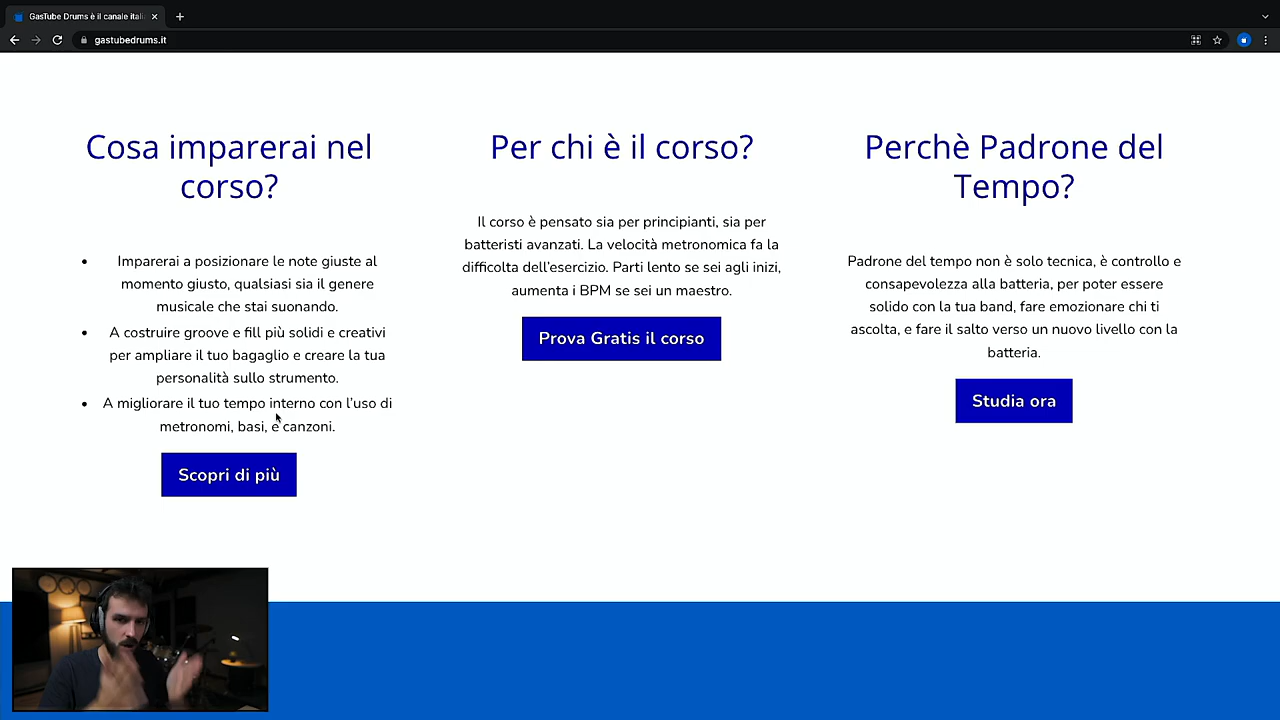 GasTube Drums è il canale itali
gastubedrums.it
Cosa imparerai nel
corso?
• Imparerai a posizionare le note giuste al
momento giusto, qualsiasi sia il genere
musicale che stai suonando.
• A costruire groove e fill più solidi e creativi
per ampliare il tuo bagaglio e creare la tua
personalità sullo strumento.
• A migliorare il tuo tempo interno con l'uso di
metronomi, basi, e canzoni.
Scopri di più
Per chi è il corso?
Il corso è pensato sia per principianti, sia per
batteristi avanzati. La velocità metronomica fa la
difficolta dell'esercizio. Parti lento se sei agli inizi,
aumenta i BPM se sei un maestro.
Prova Gratis il corso
Perchè Padrone del
Tempo?
Padrone del tempo non è solo tecnica, è controllo e
consapevolezza alla batteria, per poter essere
solido con la tua band, fare emozionare chi ti
ascolta, e fare il salto verso un nuovo livello con la
batteria.
Studia ora